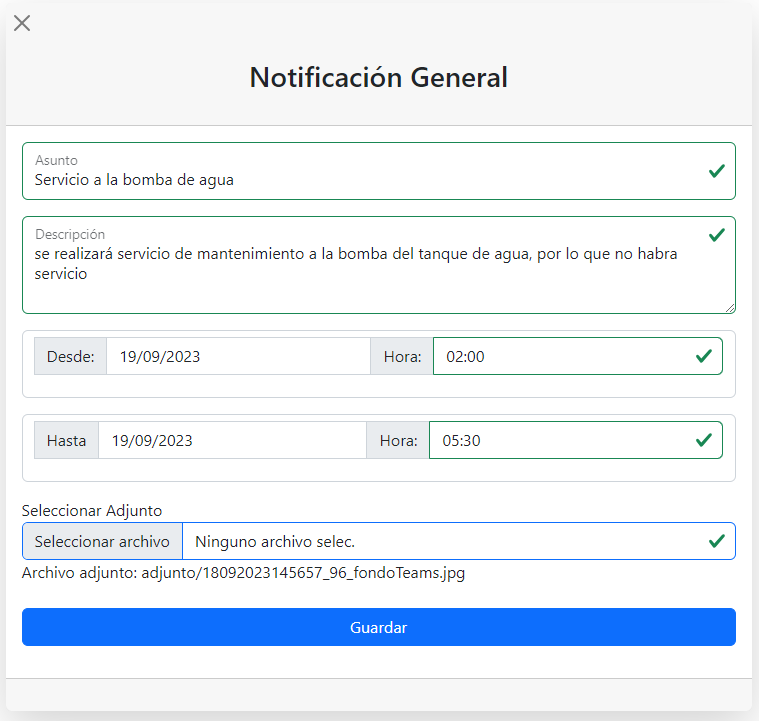 Notificación General
Asunto
Servicio a la bomba de agua
Descripción
se realizará servicio de mantenimiento a la bomba del tanque de agua, por lo que no habra
servicio
Desde: 19/09/2023 Hora: 02:00
Hasta 19/09/2023 Hora: 05:30
Seleccionar Adjunto
Seleccionar archivo Ninguno archivo selec.
Archivo adjunto: adjunto/18092023145657_96_fondoTeams.jpg
Guardar